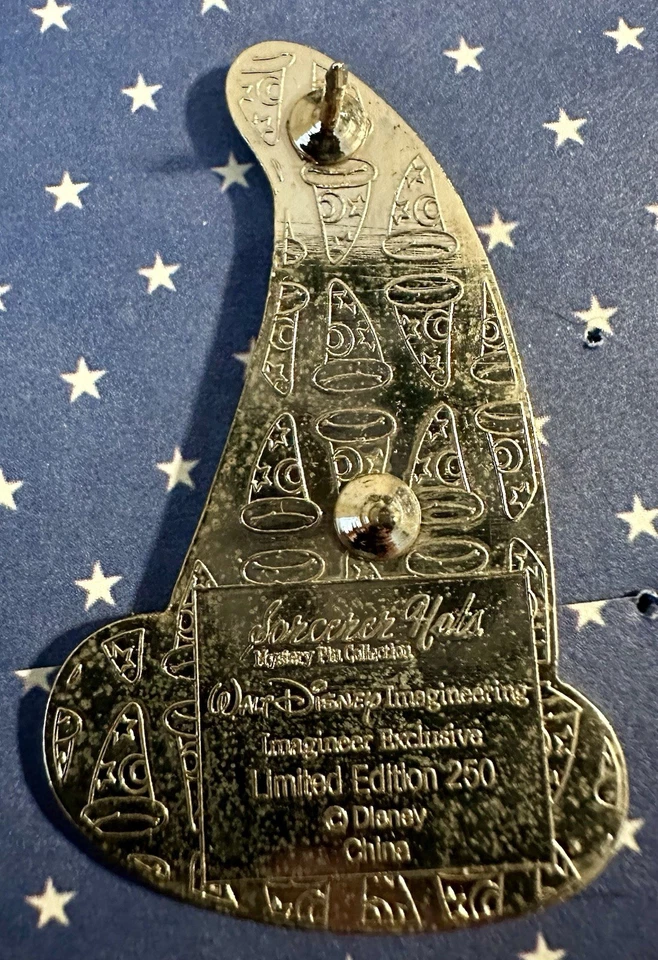 Sorcerer Hats
Mystery Pin Collection
Walt Disney Imagineering
Imagineer Exclusive
Limited Edition 250
© Disney
China